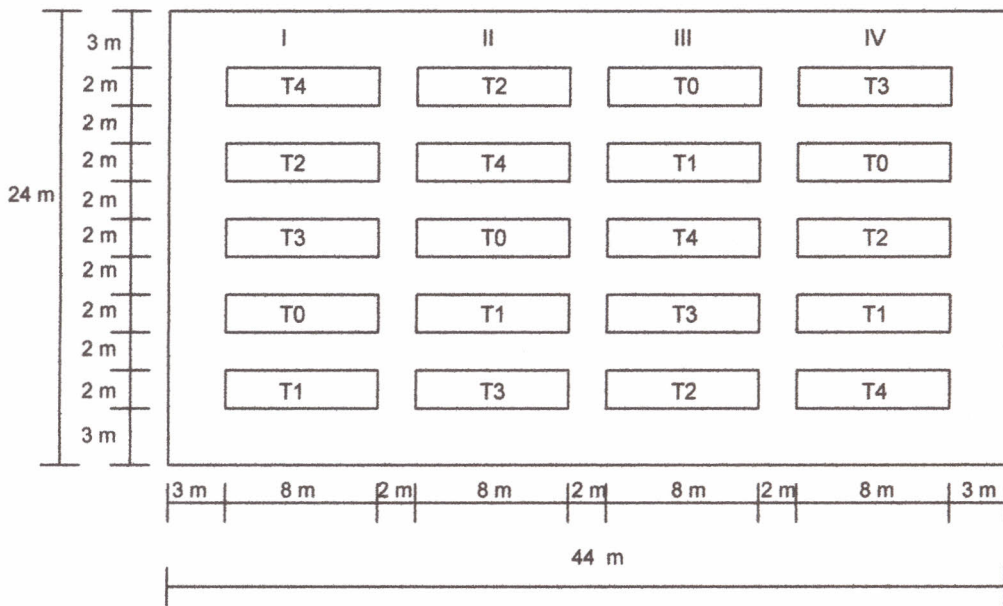 3 m I II III IV
2 m T4 T2 T0 T3
2 m
2 m T2 T4 T1 T0
24 m 2 m
2 m T3 T0 T4 T2
2 m
2 m T0 T1 T3 T1
2 m
2 m T1 T3 T2 T4
3 m
3 m 8 m 2 m 8 m 2 m 8 m 2 m 8 m 3 m
44 m